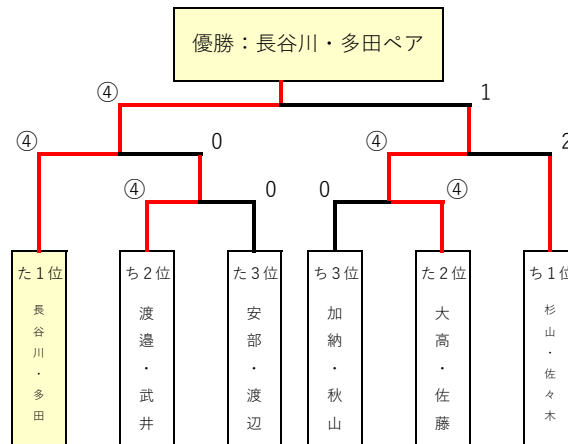 優勝：長谷川・多田ペア
④
1
④
0
④
2
④
0
0
④
た1位
ち2位
た3位
ち3位
た2位
ち1位
長谷川・多田
渡邉・武井
安部・渡辺
加納・秋山
大高・佐藤
杉山・佐々木